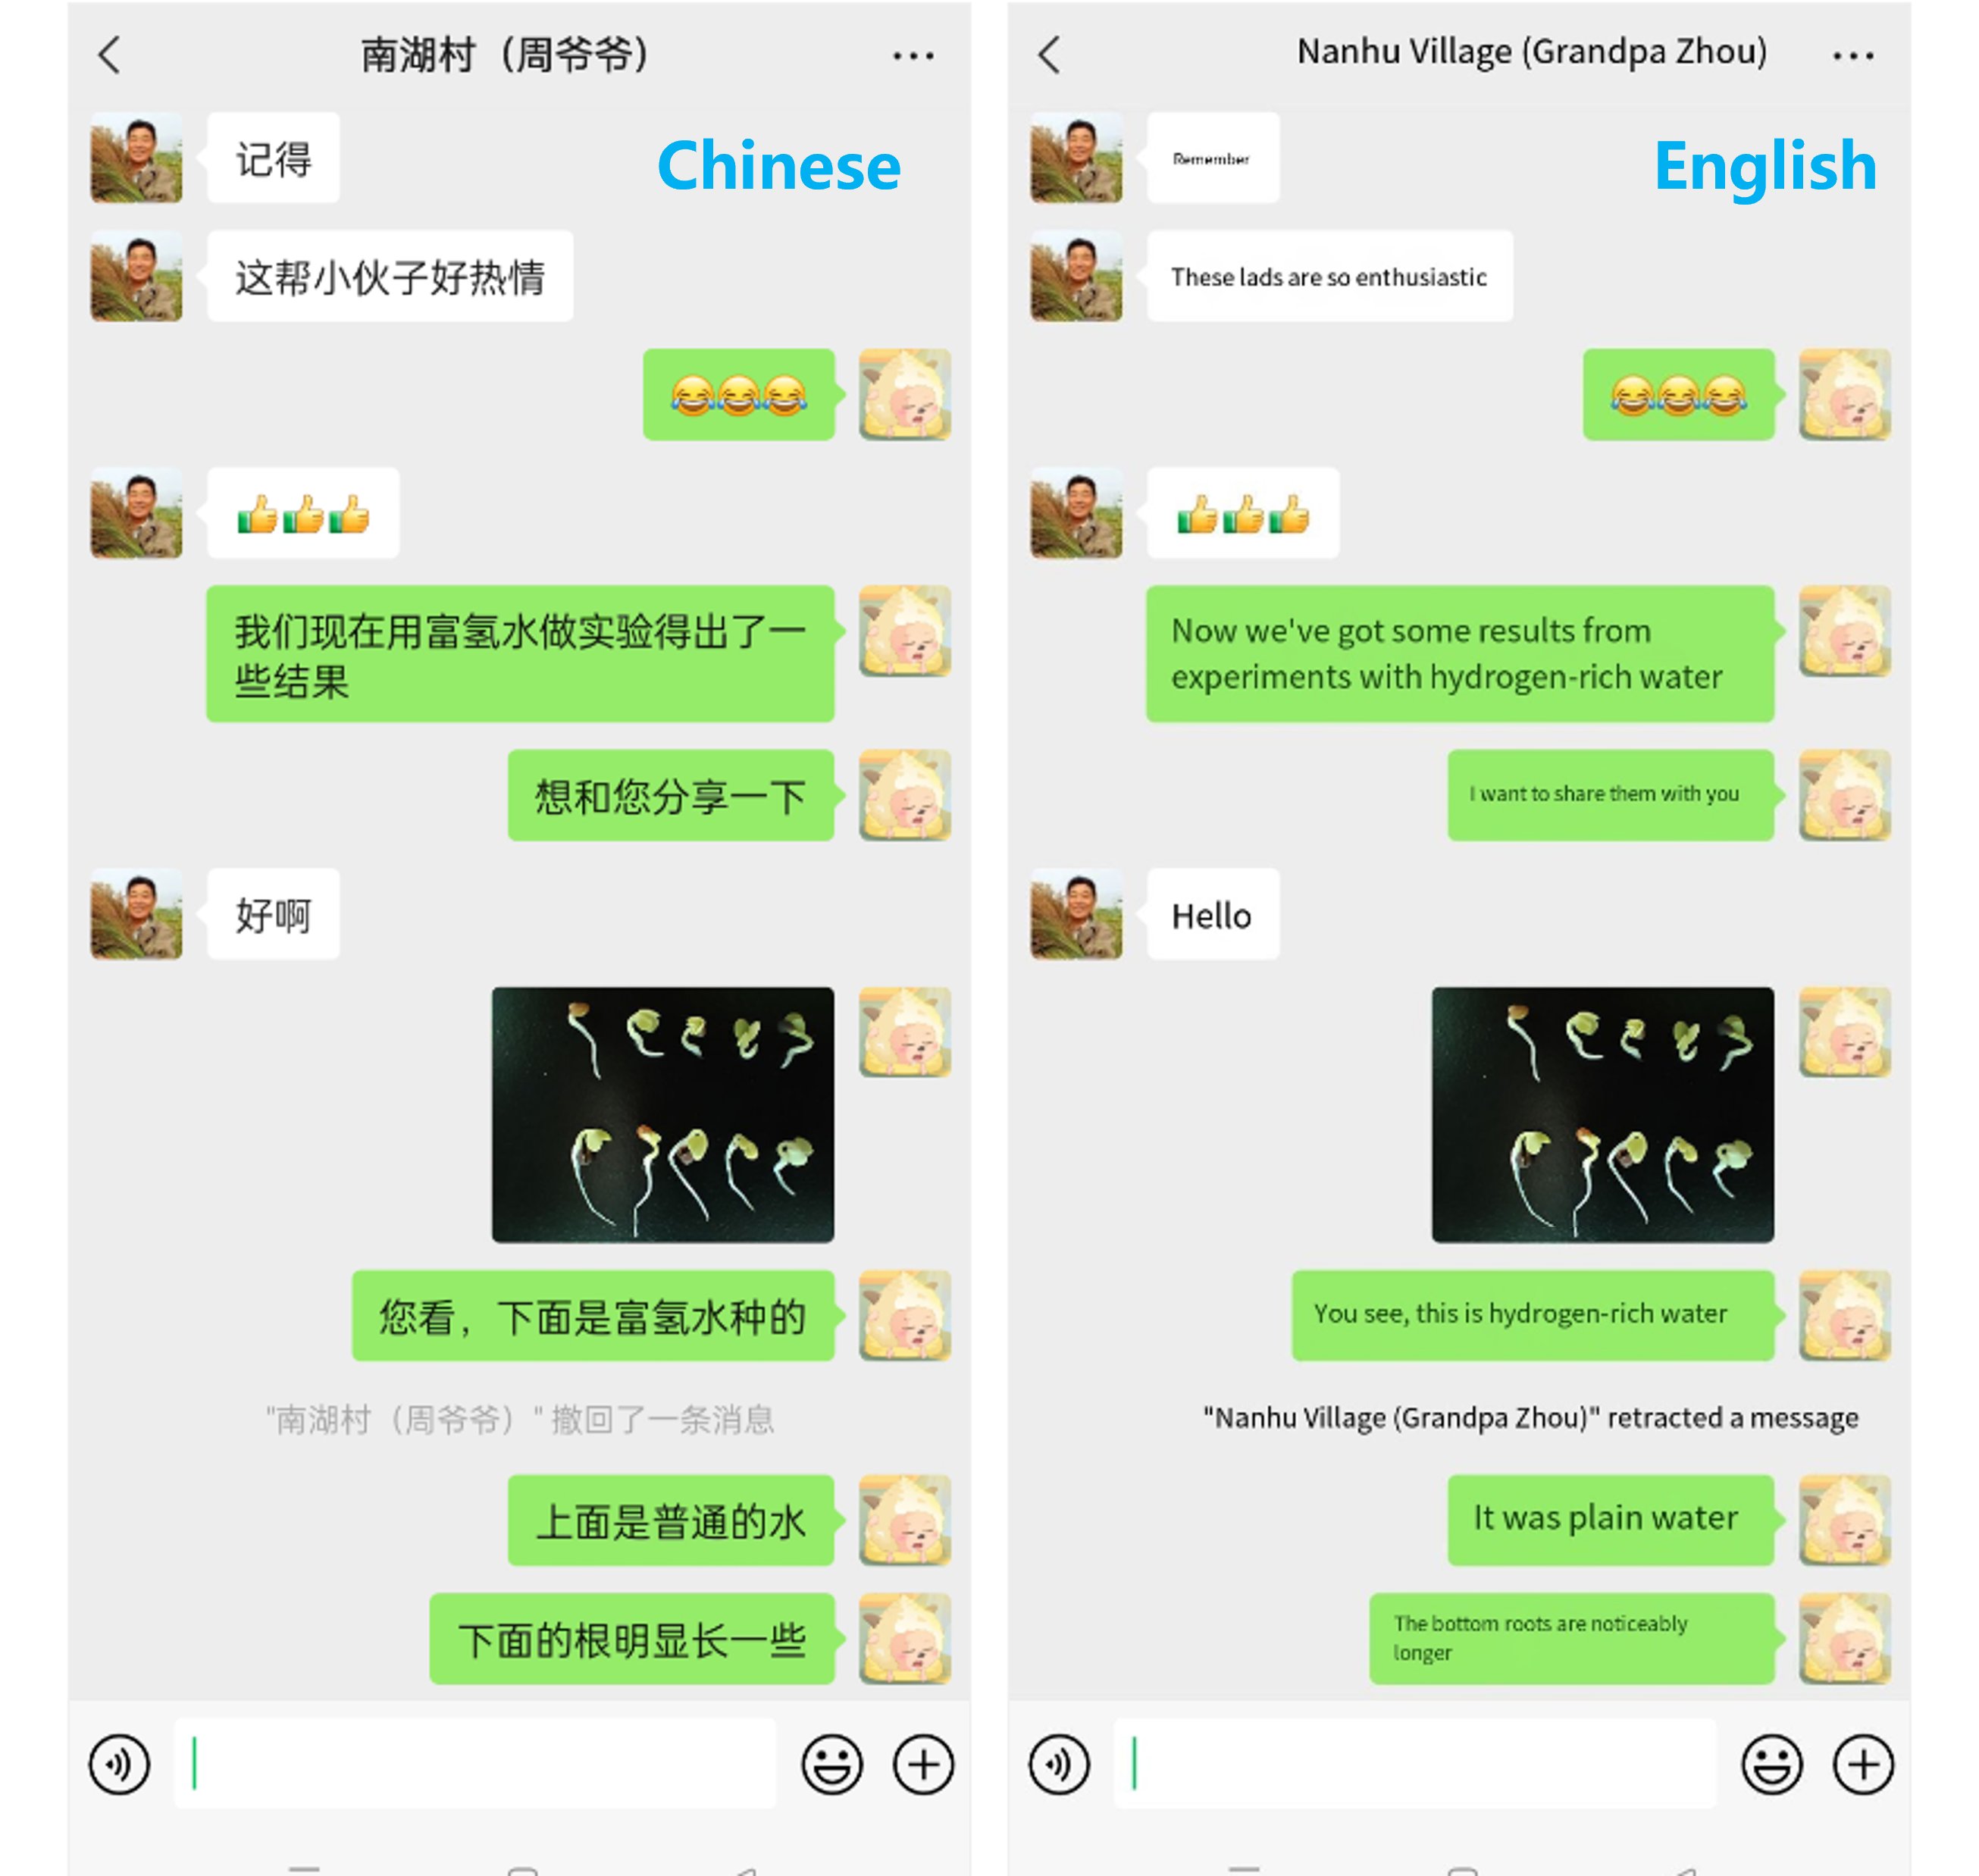 南湖村（周爷爷）
Chinese
记得
这帮小伙子好热情
😂😂😂
👍👍👍
我们现在用富氢水做实验得出了一
些结果
想和您分享一下
好啊
您看，下面是富氢水种的
"南湖村（周爷爷）" 撤回了一条消息
上面是普通的水
下面的根明显长一些
Nanhu Village (Grandpa Zhou)
English
Remember
These lads are so enthusiastic
😂😂😂
👍👍👍
Now we've got some results from
experiments with hydrogen-rich water
I want to share them with you
Hello
You see, this is hydrogen-rich water
"Nanhu Village (Grandpa Zhou)" retracted a message
It was plain water
The bottom roots are noticeably
longer